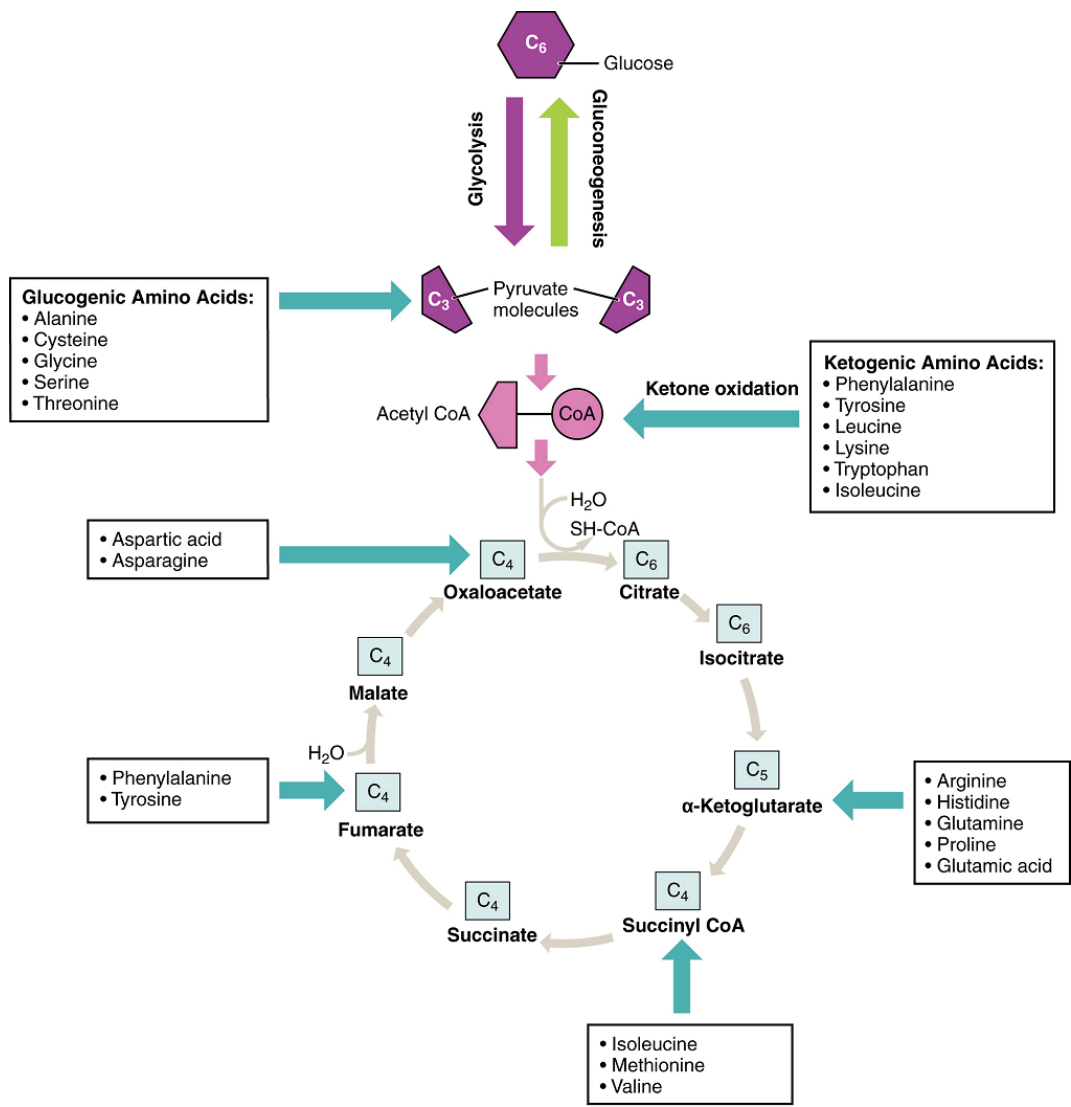 C6
Glucose
Glycolysis
Gluconeogenesis
Glucogenic Amino Acids:
• Alanine
• Cysteine
• Glycine
• Serine
• Threonine
C3
Pyruvate
molecules
C3
Ketogenic Amino Acids:
• Phenylalanine
• Tyrosine
• Leucine
• Lysine
• Tryptophan
• Isoleucine
Ketone oxidation
Acetyl CoA
CoA
H2O
SH-CoA
• Aspartic acid
• Asparagine
C4
Oxaloacetate
C6
Citrate
C6
Isocitrate
C4
Malate
H2O
• Phenylalanine
• Tyrosine
C4
Fumarate
C5
α-Ketoglutarate
• Arginine
• Histidine
• Glutamine
• Proline
• Glutamic acid
C4
Succinate
C4
Succinyl CoA
• Isoleucine
• Methionine
• Valine